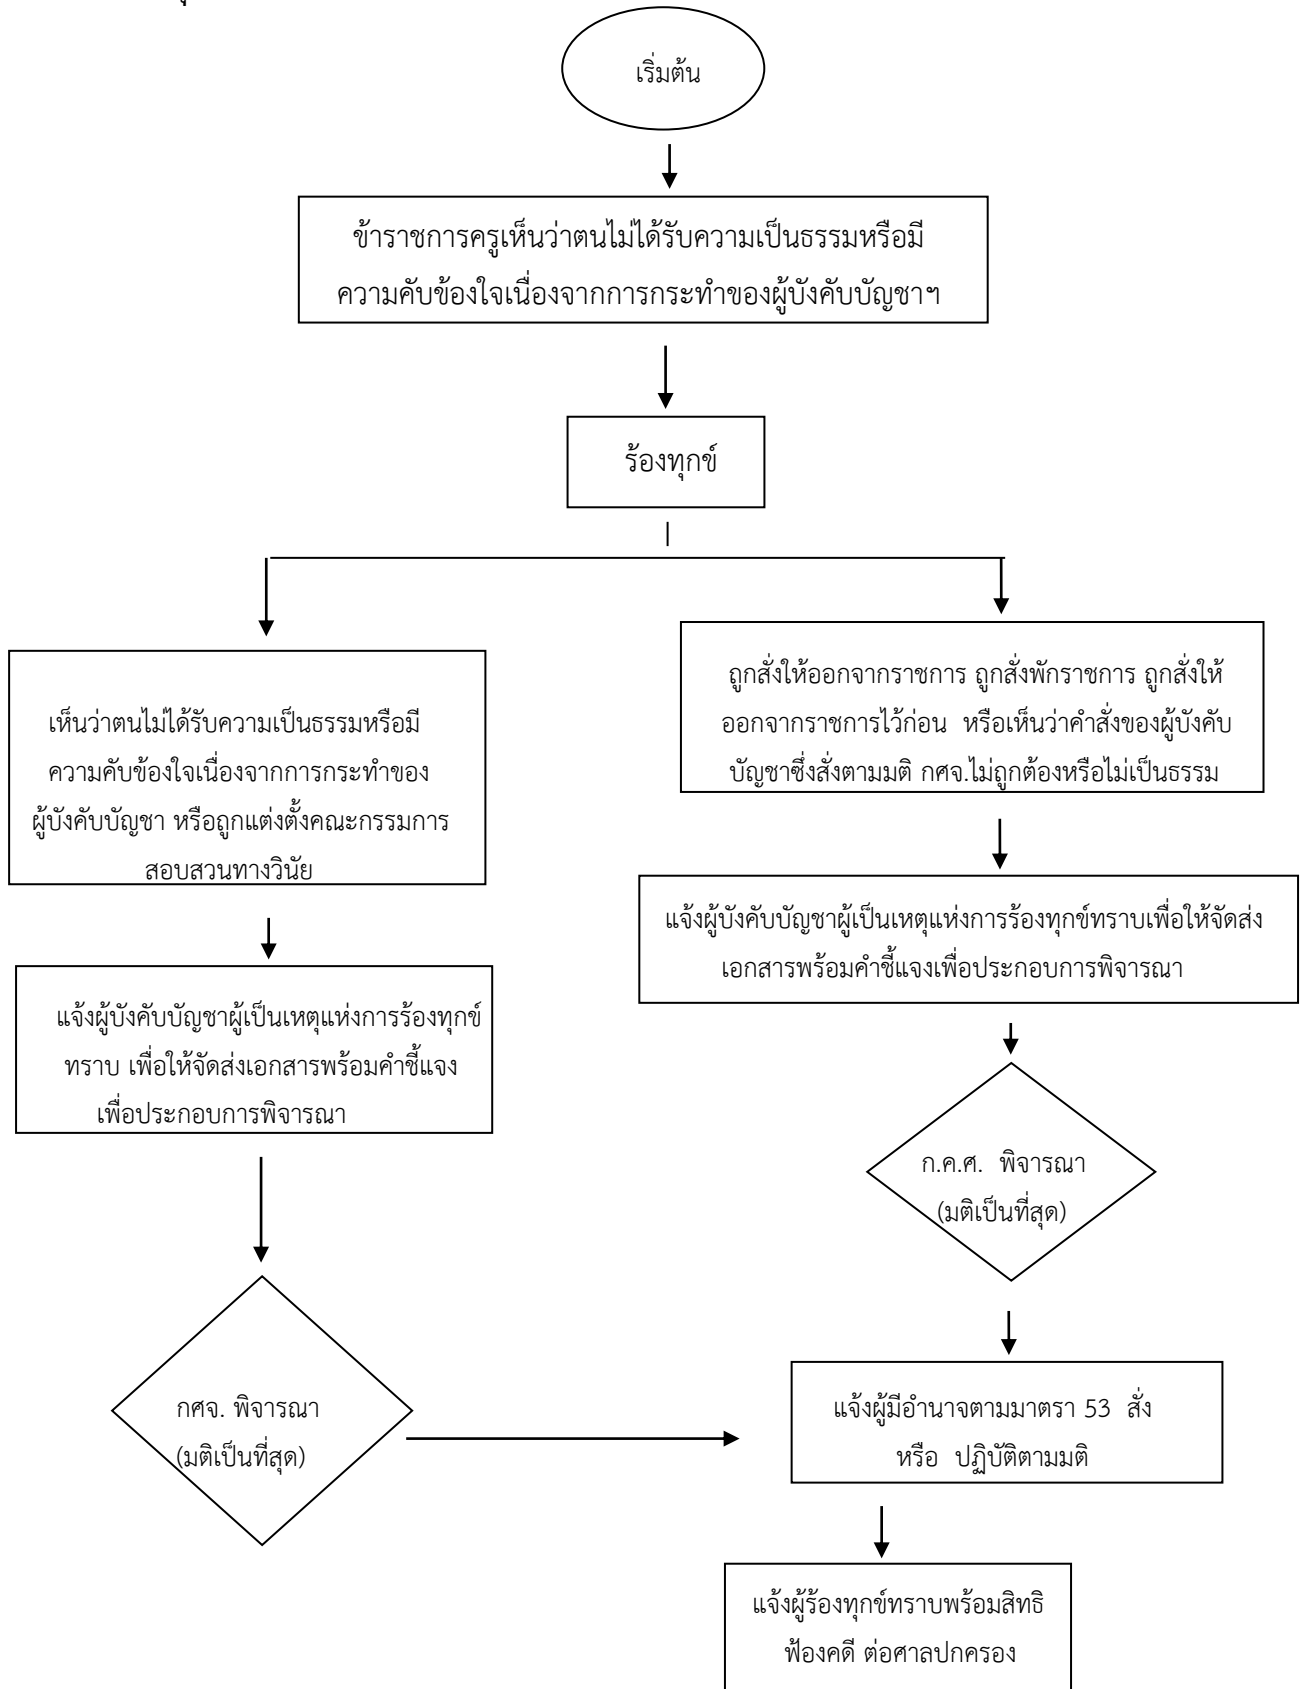 เริ่มต้น
ข้าราชการครูเห็นว่าตนไม่ได้รับความเป็นธรรมหรือมี
ความคับข้องใจเนื่องจากการกระทำของผู้บังคับบัญชาฯ
ร้องทุกข์
เห็นว่าตนไม่ได้รับความเป็นธรรมหรือมี
ความคับข้องใจเนื่องจากการกระทำของ
ผู้บังคับบัญชา หรือถูกแต่งตั้งคณะกรรมการ
สอบสวนทางวินัย
ถูกสั่งให้ออกจากราชการ ถูกสั่งพักราชการ ถูกสั่งให้
ออกจากราชการไว้ก่อน หรือเห็นว่าคำสั่งของผู้บังคับ
บัญชาซึ่งสั่งตามมติ กศจ.ไม่ถูกต้องหรือไม่เป็นธรรม
แจ้งผู้บังคับบัญชาผู้เป็นเหตุแห่งการร้องทุกข์
ทราบ เพื่อให้จัดส่งเอกสารพร้อมคำชี้แจง
เพื่อประกอบการพิจารณา
แจ้งผู้บังคับบัญชาผู้เป็นเหตุแห่งการร้องทุกข์ทราบเพื่อให้จัดส่ง
เอกสารพร้อมคำชี้แจงเพื่อประกอบการพิจารณา
ก.ค.ศ. พิจารณา
(มติเป็นที่สุด)
กศจ. พิจารณา
(มติเป็นที่สุด)
แจ้งผู้มีอำนาจตามมาตรา 53 สั่ง
หรือ ปฏิบัติตามมติ
แจ้งผู้ร้องทุกข์ทราบพร้อมสิทธิ
ฟ้องคดี ต่อศาลปกครอง